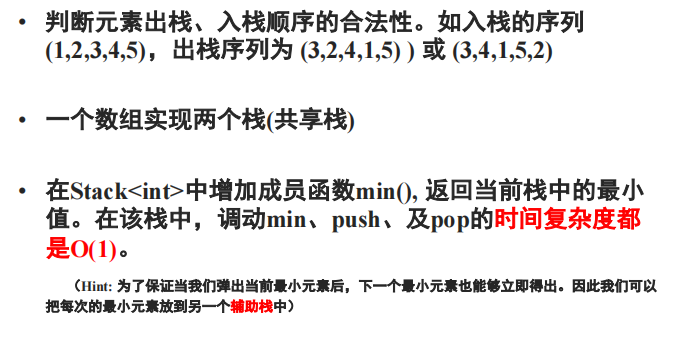 • 判断元素出栈、入栈顺序的合法性。如入栈的序列
(1,2,3,4,5)，出栈序列为 (3,2,4,1,5) ) 或 (3,4,1,5,2)
• 一个数组实现两个栈(共享栈)
• 在Stack<int>中增加成员函数min(), 返回当前栈中的最小
值。在该栈中，调动min、push、及pop的时间复杂度都
是O(1)。
（Hint: 为了保证当我们弹出当前最小元素后，下一个最小元素也能够立即得出。因此我们可以
把每次的最小元素放到另一个辅助栈中）